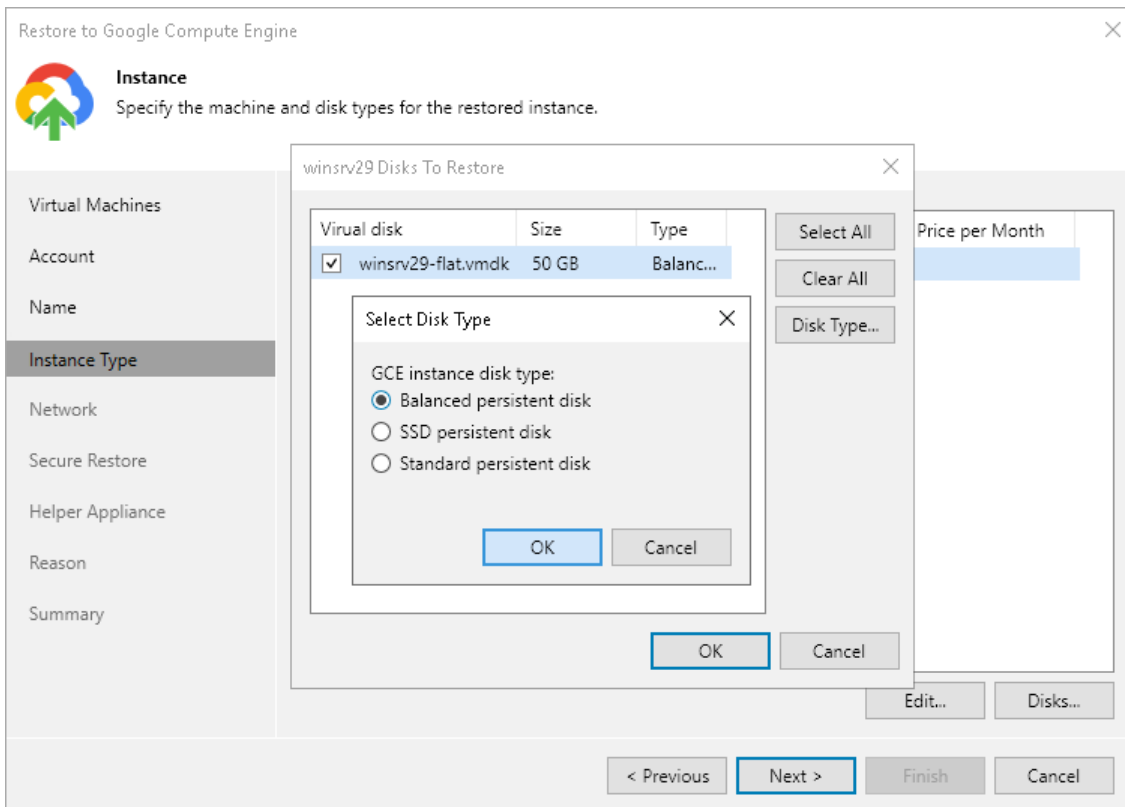 Restore to Google Compute Engine
Instance
Specify the machine and disk types for the restored instance.
Virtual Machines
Account
Name
Instance Type
Network
Secure Restore
Helper Appliance
Reason
Summary
Price per Month
winsrv29 Disks To Restore
Virual disk Size Type
winsrv29-flat.vmdk 50 GB Balanc...
Select All
Clear All
Disk Type...
Select Disk Type
GCE instance disk type:
Balanced persistent disk
SSD persistent disk
Standard persistent disk
OK Cancel
OK Cancel
Edit... Disks...
< Previous Next > Finish Cancel